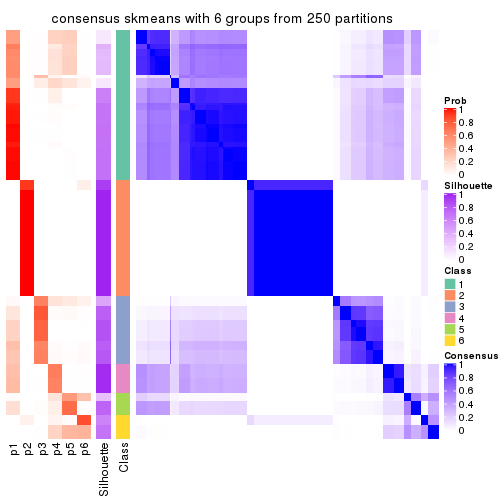 consensus skmeans with 6 groups from 250 partitions
Prob
1
0.8
0.6
0.4
0.2
0
Silhouette
1
0.8
0.6
0.4
0.2
0
Class
1
2
3
4
5
6
Consensus
1
0.8
0.6
0.4
0.2
0
p1
p2
p3
p4
p5
p6
Silhouette
Class